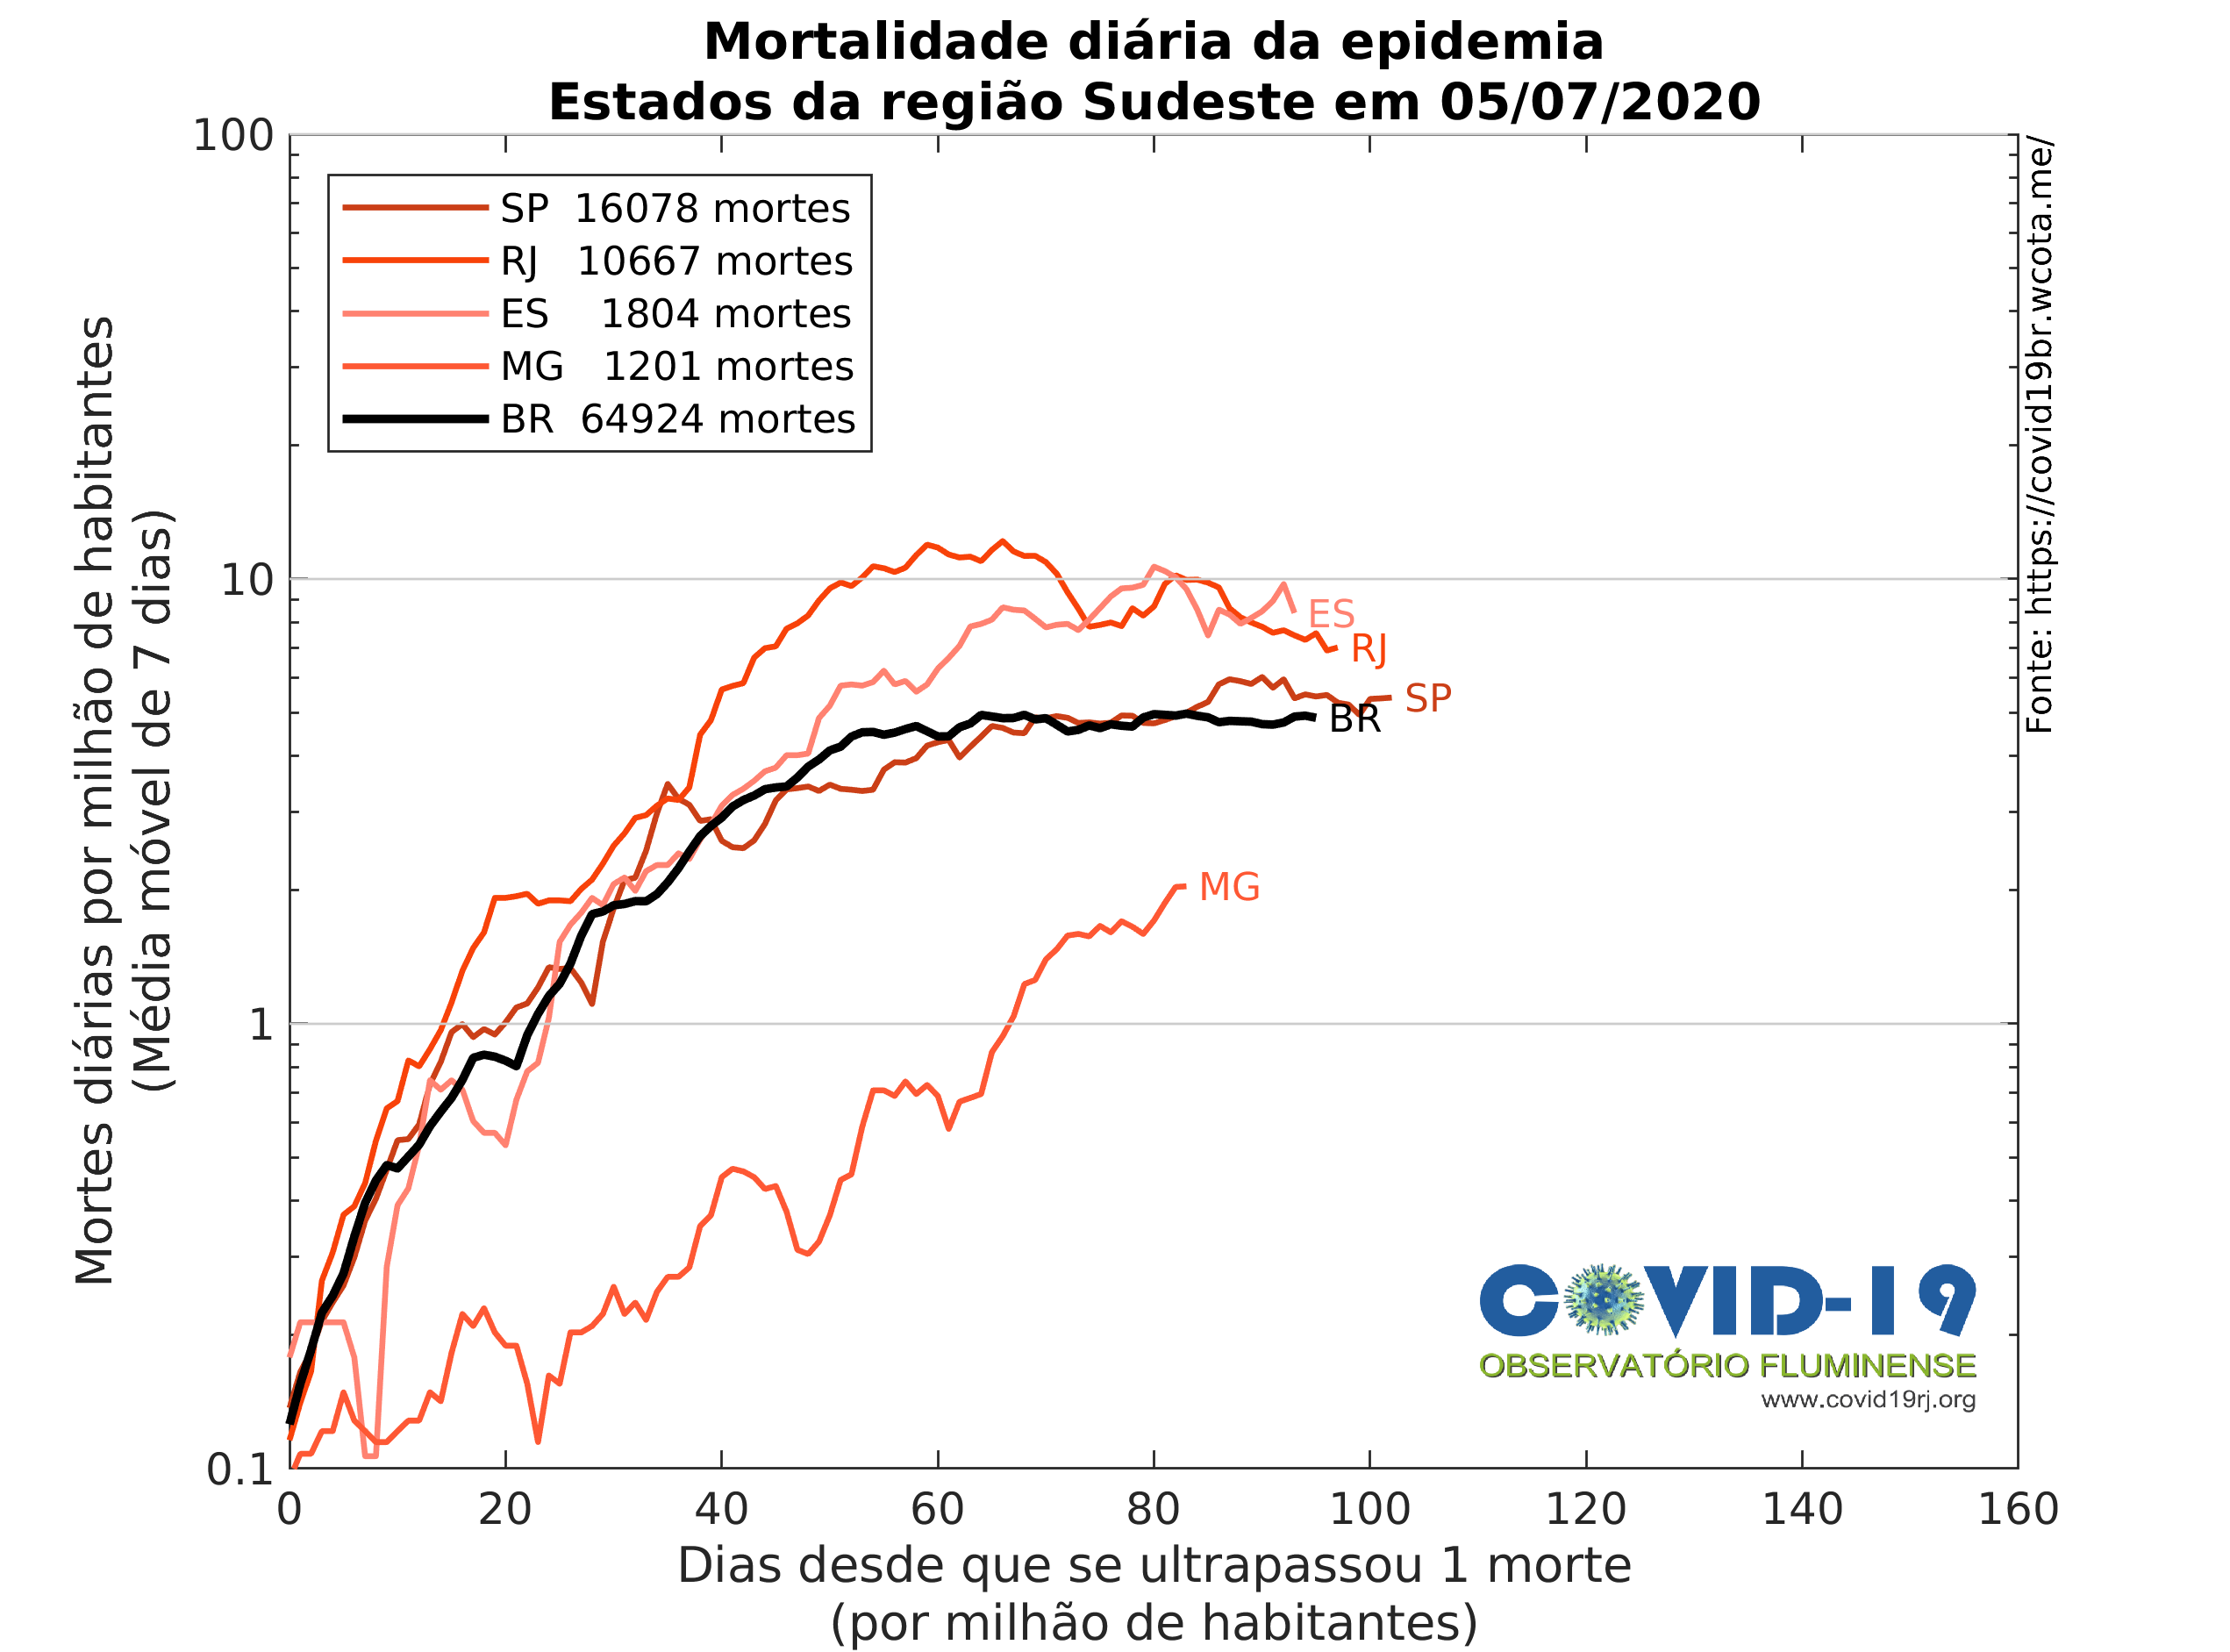 Mortalidade diária da epidemia
Estados da região Sudeste em 05/07/2020
Mortes diárias por milhão de habitantes
(Média móvel de 7 dias)
100
10
1
0.1
SP 16078 mortes
RJ 10667 mortes
ES 1804 mortes
MG 1201 mortes
BR 64924 mortes
ES
RJ
SP
BR
MG
Fonte: https://covid19br.wcota.me/
COVID-19
OBSERVATÓRIO FLUMINENSE
www.covid19rj.org
0 20 40 60 80 100 120 140 160
Dias desde que se ultrapassou 1 morte
(por milhão de habitantes)